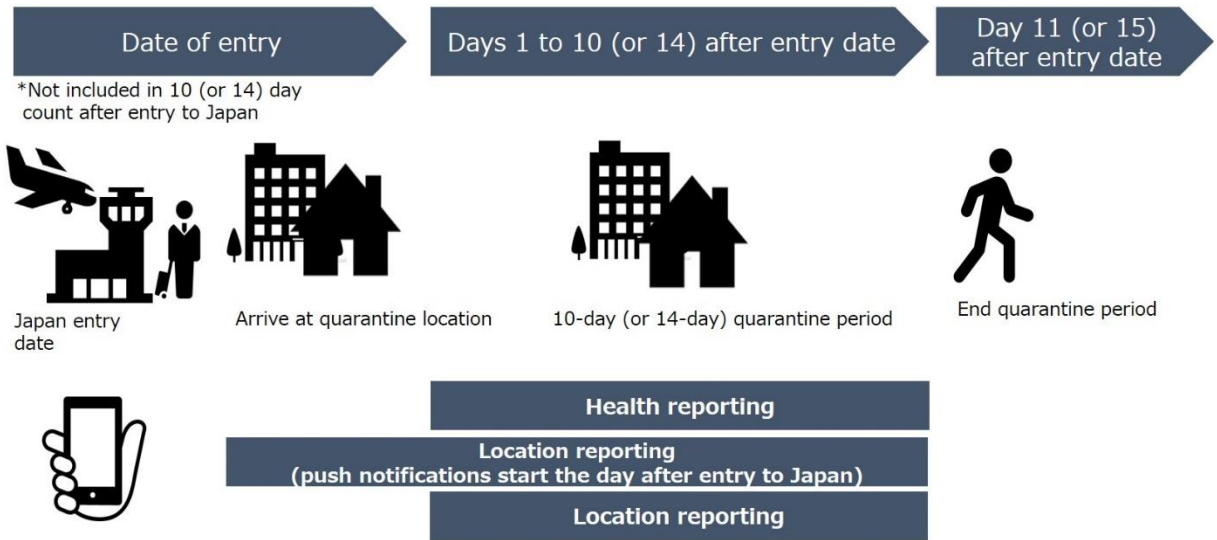 Date of entry
Days 1 to 10 (or 14) after entry date
Day 11 (or 15)
after entry date
*Not included in 10 (or 14) day
count after entry to Japan
Japan entry
date
Arrive at quarantine location
10-day (or 14-day) quarantine period
End quarantine period
Health reporting
Location reporting
(push notifications start the day after entry to Japan)
Location reporting